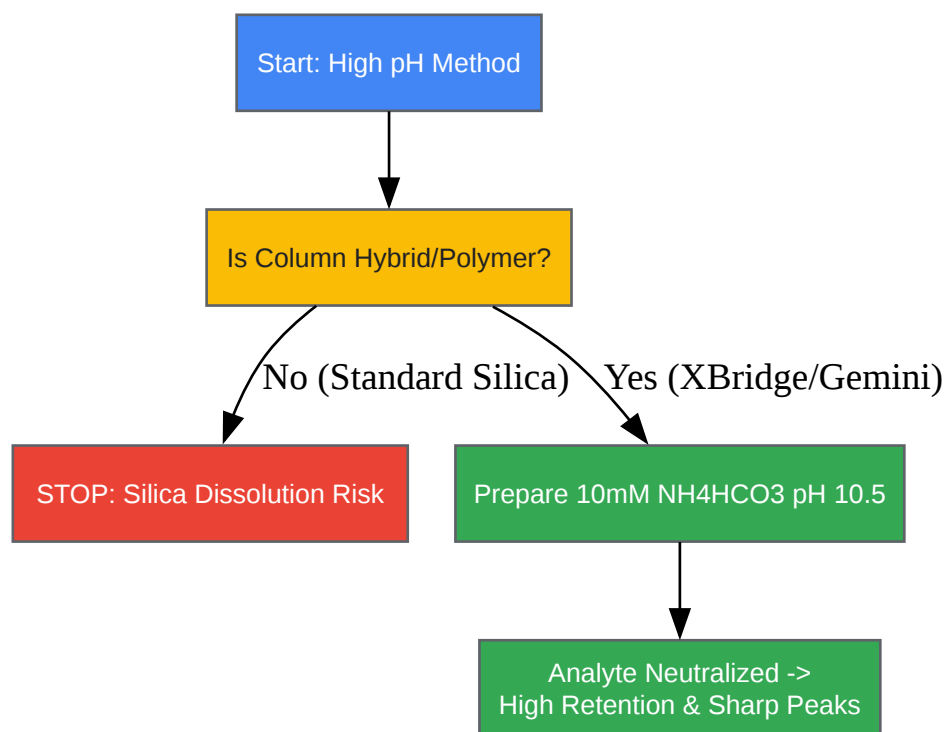 Start: High pH Method
Is Column Hybrid/Polymer?
No (Standard Silica)
Yes (XBridge/Gemini)
STOP: Silica Dissolution Risk
Prepare 10mM NH4HCO3 pH 10.5
Analyte Neutralized ->
High Retention & Sharp Peaks